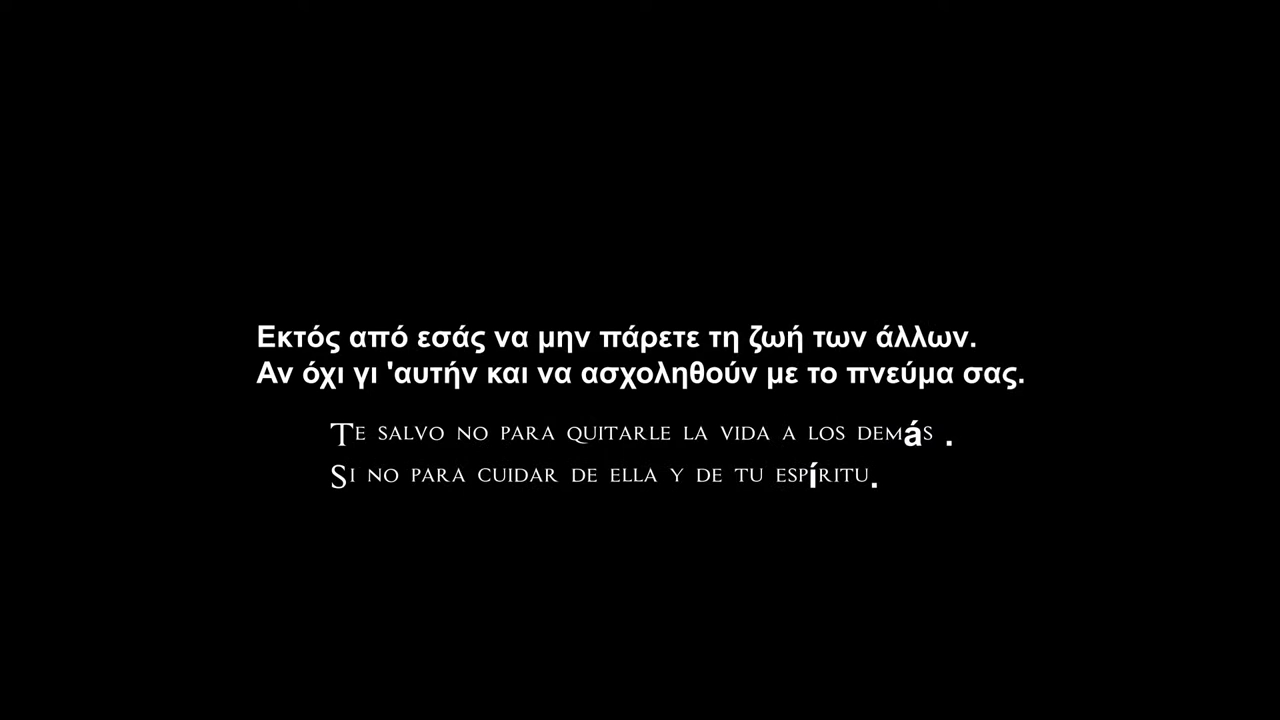 Εκτός από εσάς να μην πάρετε τη ζωή των άλλων.
Αν όχι γι 'αυτήν και να ασχοληθούν με το πνεύμα σας.
Te salvo no para quitarle la vida a los demás .
Si no para cuidar de ella y de tu espíritu.